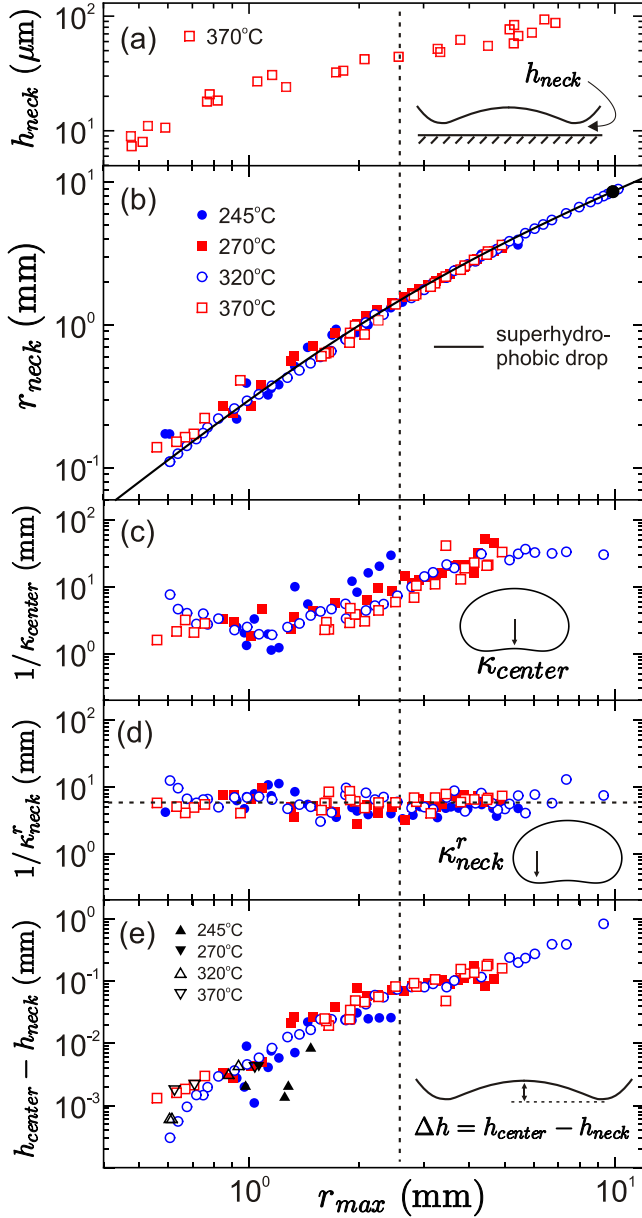 10²
(a)
370°C
h_neck (μm)
h_neck
10¹
10¹
(b)
245°C
270°C
320°C
370°C
r_neck (mm)
10⁰
superhydro-
phobic drop
10⁻¹
10²
(c)
1/κ_center (mm)
10¹
10⁰
κ_center
10²
(d)
1/κ^r_neck (mm)
10¹
κ^r_neck
10⁰
10⁰
(e)
245°C
270°C
320°C
370°C
h_center − h_neck (mm)
10⁻¹
10⁻²
10⁻³
Δh = h_center − h_neck
10⁰
r_max (mm)
10¹